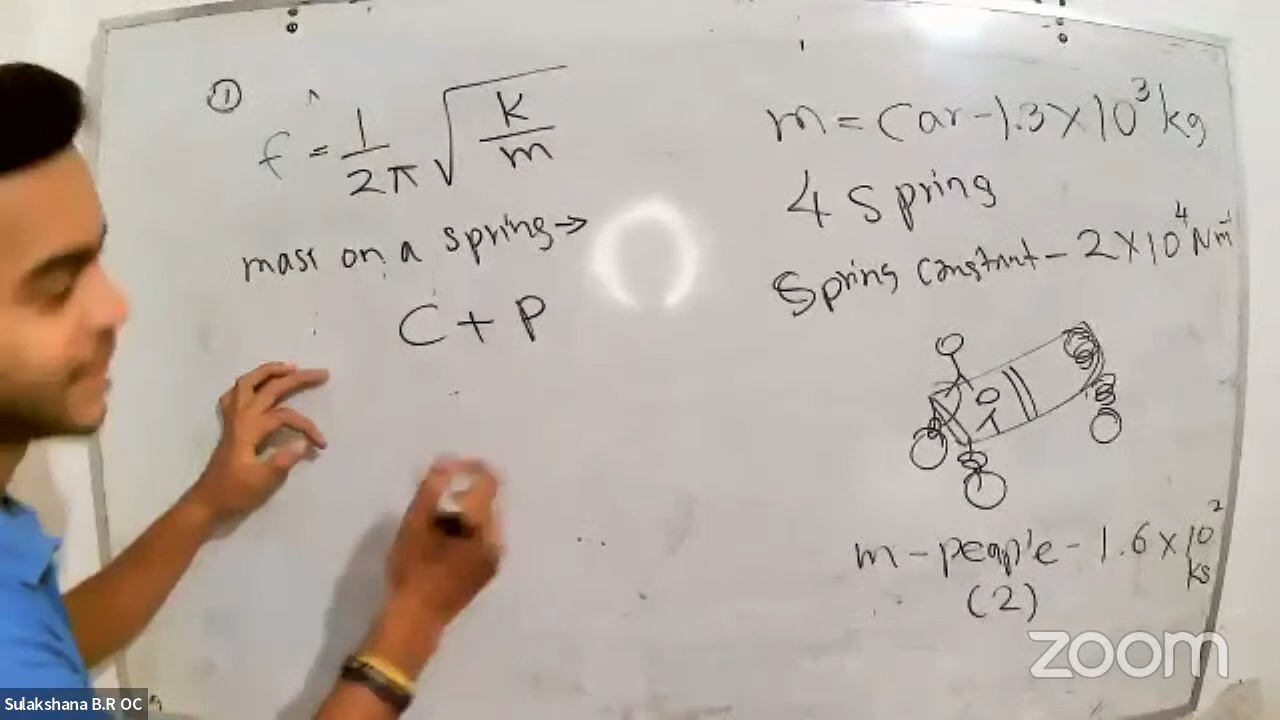 ①
f = 1/2π √k/m
mass on a spring→
C + P
m = Car - 1.3 × 10³ kg
4 Spring
Spring constant - 2 × 10⁴ Nm⁻¹
m - people - 1.6 × 10² kg
(2)
zoom
Sulakshana B.R OC